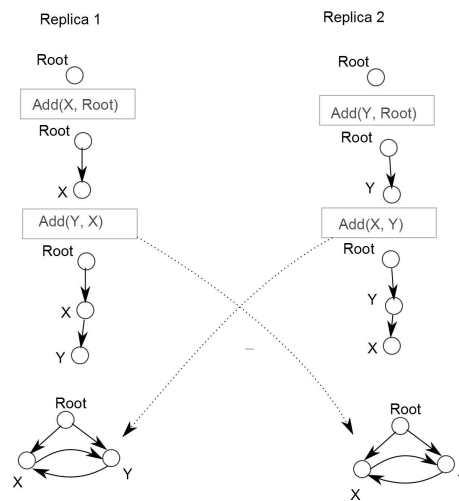 Replica 1
Root
Add(X, Root)
Root
X
Add(Y, X)
Root
X
Y
Root
X
Y
Replica 2
Root
Add(Y, Root)
Root
Y
Add(X, Y)
Root
Y
X
Root
X